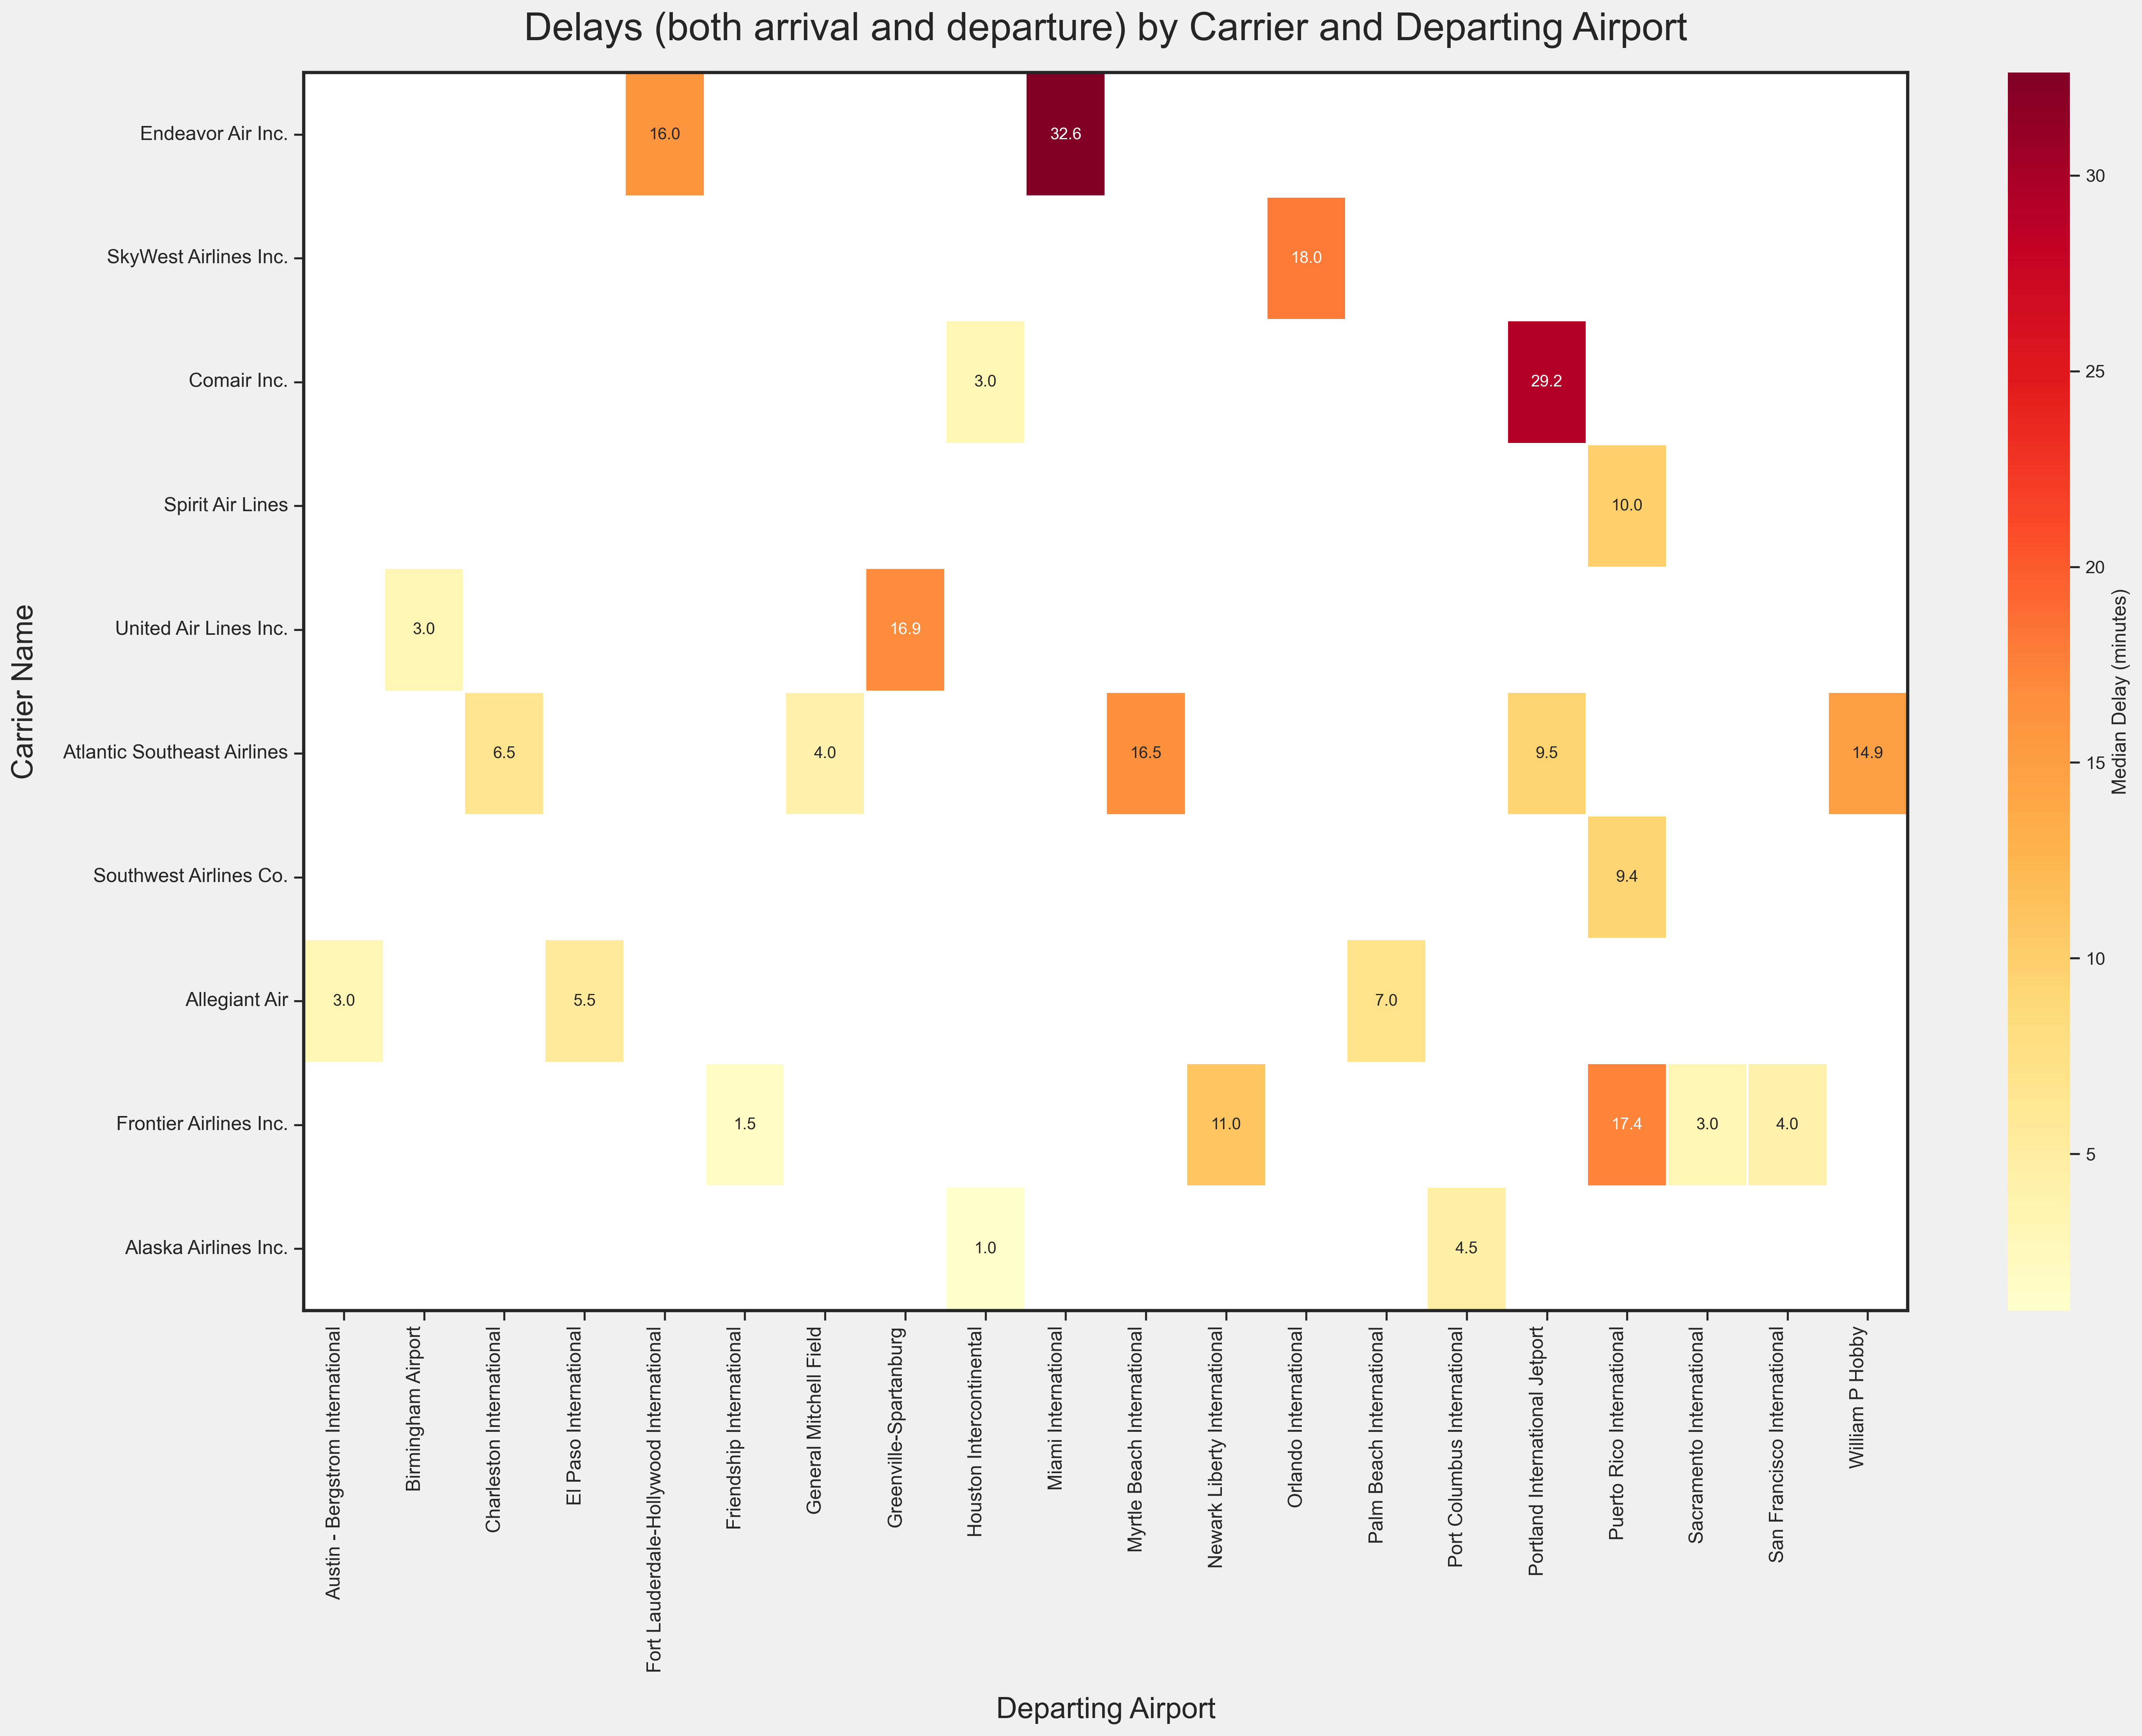 Delays (both arrival and departure) by Carrier and Departing Airport
Carrier Name
Endeavor Air Inc.
16.0
32.6
SkyWest Airlines Inc.
18.0
Comair Inc.
3.0
29.2
Spirit Air Lines
10.0
United Air Lines Inc.
3.0
16.9
Atlantic Southeast Airlines
6.5
4.0
16.5
9.5
14.9
Southwest Airlines Co.
9.4
Allegiant Air
3.0
5.5
7.0
Frontier Airlines Inc.
1.5
11.0
17.4
3.0
4.0
Alaska Airlines Inc.
1.0
4.5
Austin - Bergstrom International
Birmingham Airport
Charleston International
El Paso International
Fort Lauderdale-Hollywood International
Friendship International
General Mitchell Field
Greenville-Spartanburg
Houston Intercontinental
Miami International
Myrtle Beach International
Newark Liberty International
Orlando International
Palm Beach International
Port Columbus International
Portland International Jetport
Puerto Rico International
Sacramento International
San Francisco International
William P Hobby
Departing Airport
30
25
20
15
10
5
Median Delay (minutes)